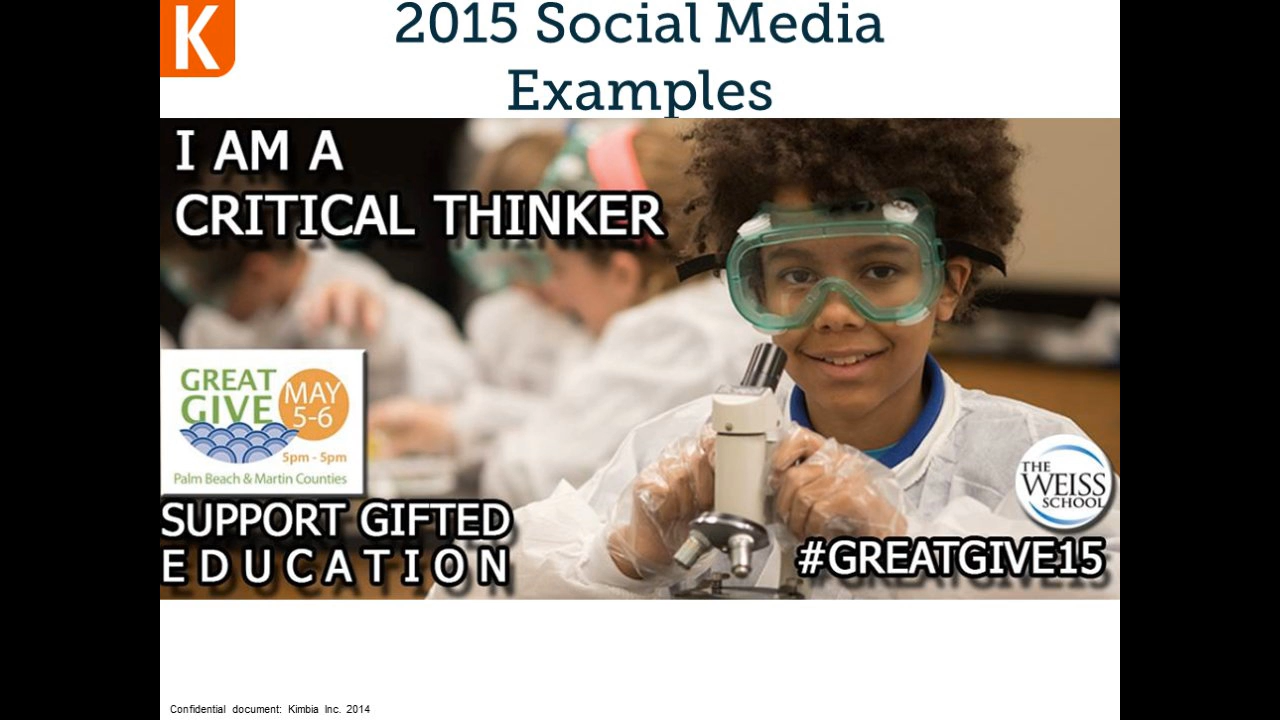 K
2015 Social Media
Examples
I AM A
CRITICAL THINKER
GREAT
GIVE
MAY
5-6
5pm - 5pm
Palm Beach & Martin Counties
SUPPORT GIFTED
EDUCATION
THE
WEISS
SCHOOL
#GREATGIVE15
Confidential document: Kimbia Inc. 2014